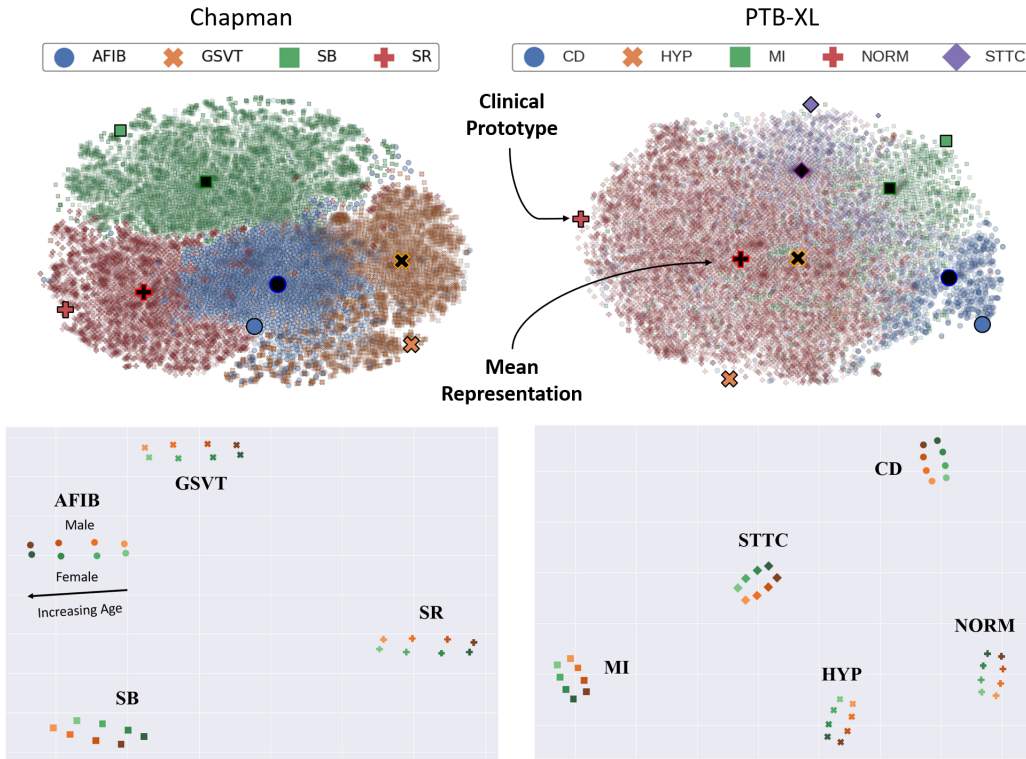 Chapman
PTB-XL
AFIB GSVT SB SR
CD HYP MI NORM STTC
Clinical
Prototype
Mean
Representation
GSVT
AFIB
Male
Female
Increasing Age
SR
SB
CD
STTC
NORM
MI
HYP